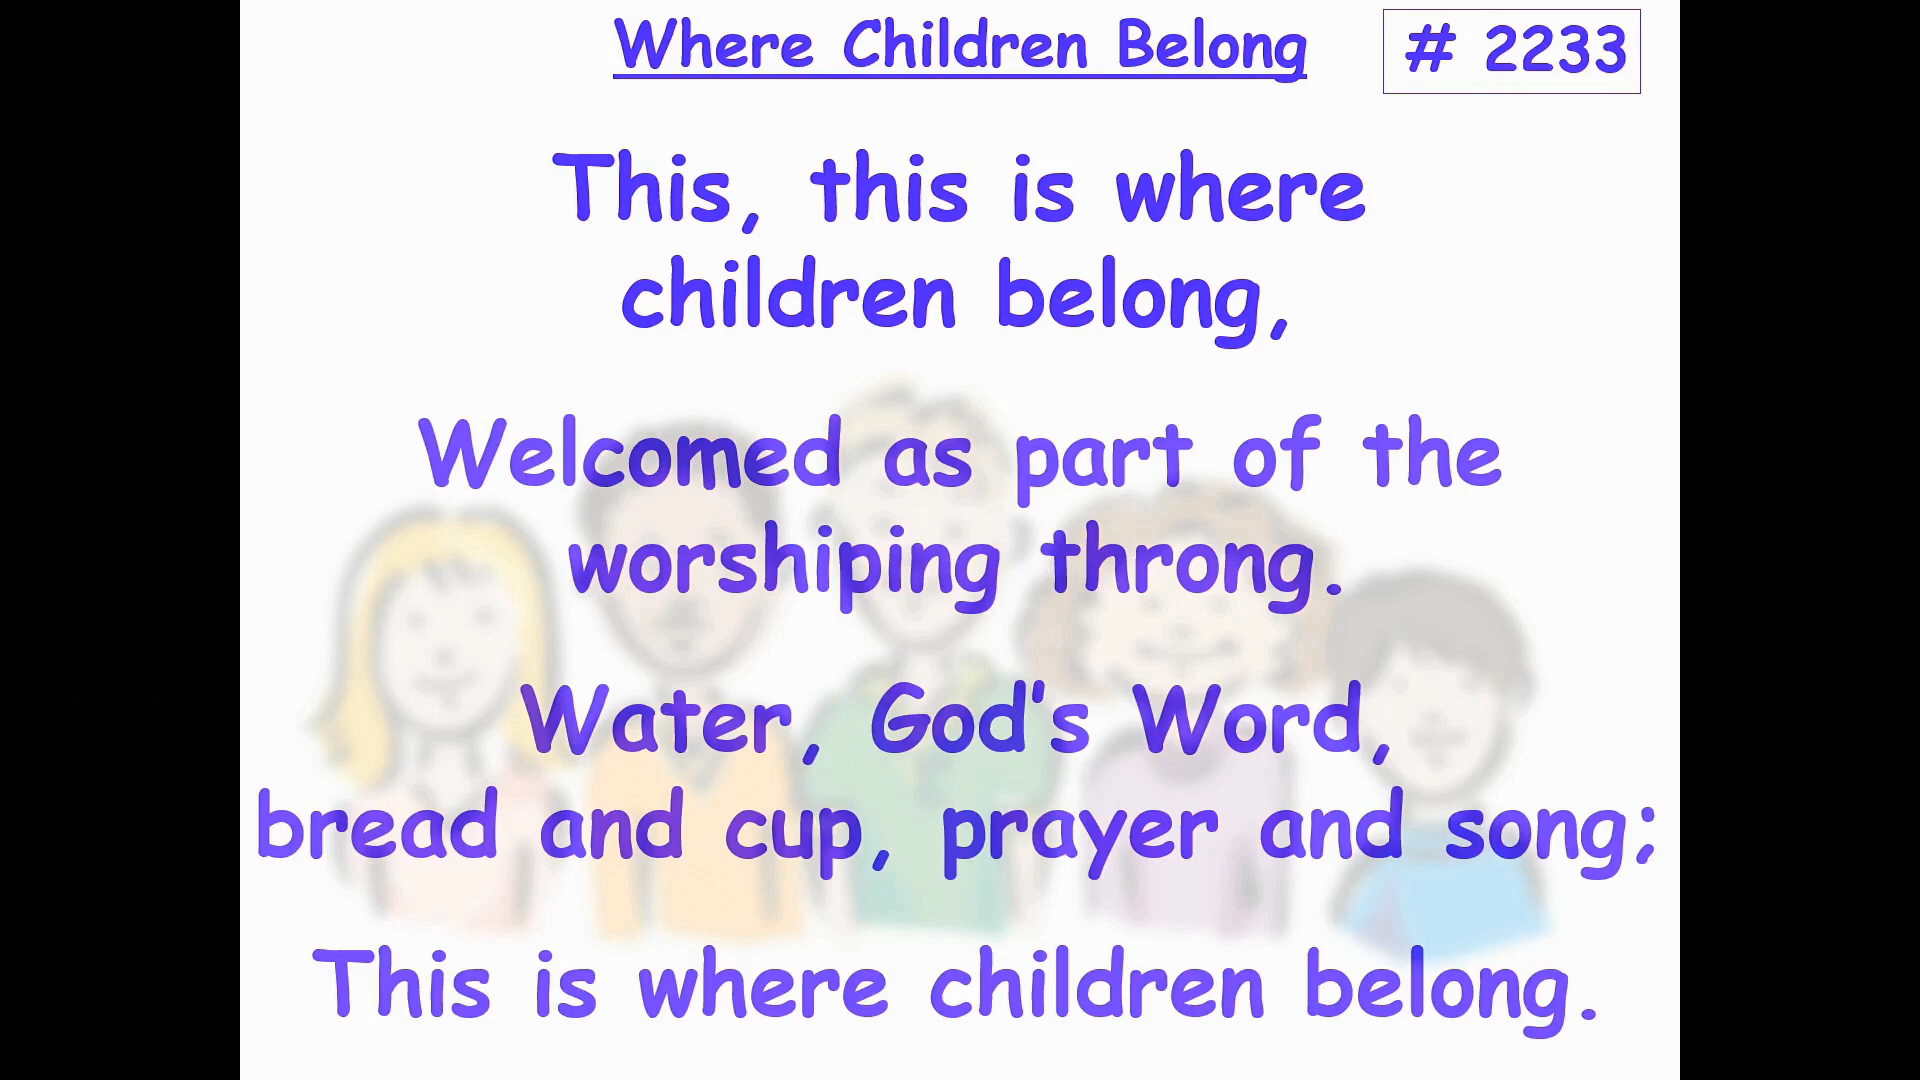 Where Children Belong
# 2233
This, this is where
children belong,
Welcomed as part of the
worshiping throng.
Water, God's Word,
bread and cup, prayer and song;
This is where children belong.